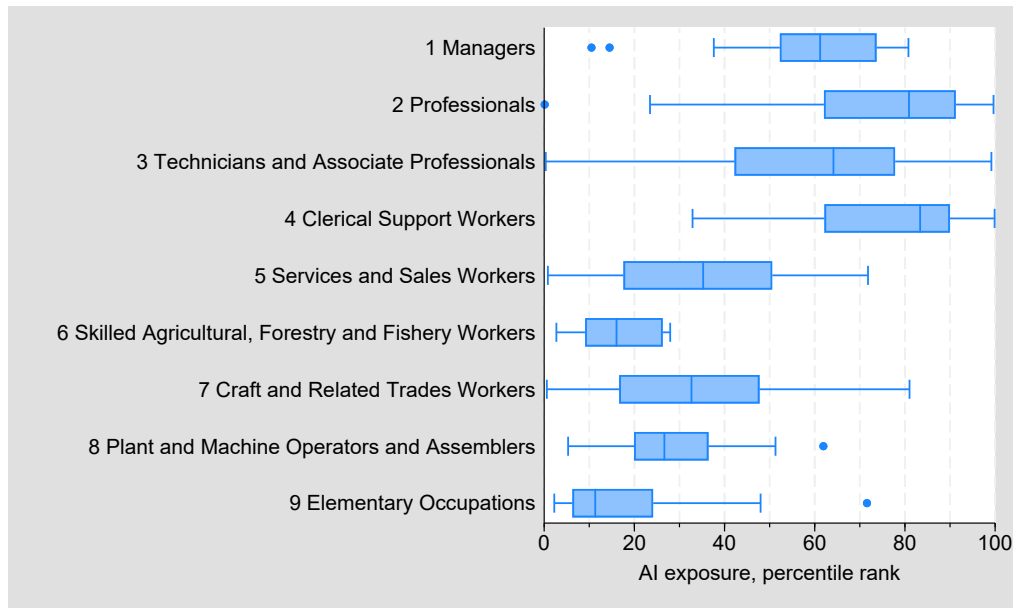 1 Managers
2 Professionals
3 Technicians and Associate Professionals
4 Clerical Support Workers
5 Services and Sales Workers
6 Skilled Agricultural, Forestry and Fishery Workers
7 Craft and Related Trades Workers
8 Plant and Machine Operators and Assemblers
9 Elementary Occupations
0 20 40 60 80 100
AI exposure, percentile rank